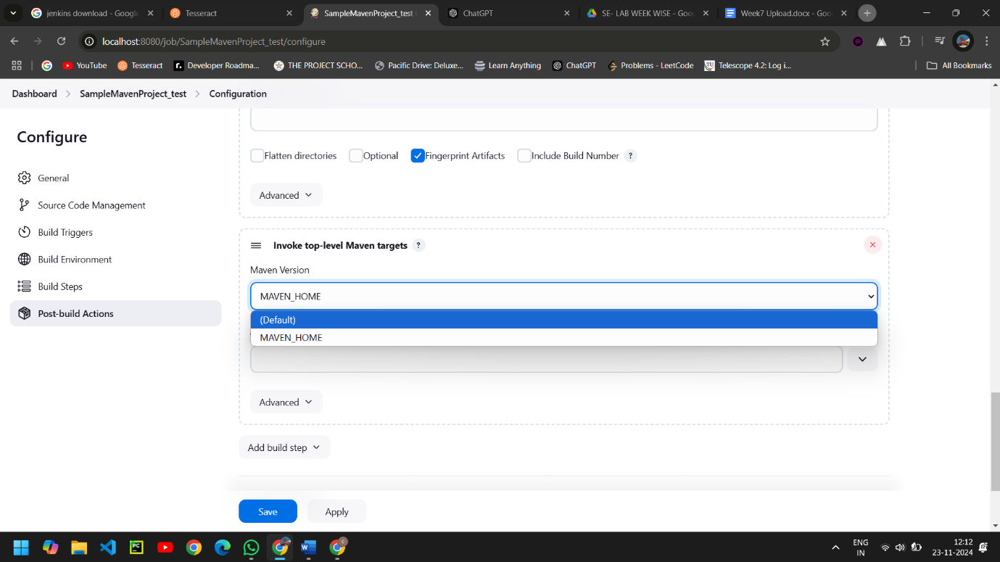 jenkins download - Google
Tesseract
SampleMavenProject_test
ChatGPT
SE- LAB WEEK WISE - Goo
Week7 Upload.docx - Goo
localhost:8080/job/SampleMavenProject_test/configure
YouTube
Tesseract
Developer Roadma...
THE PROJECT SCHO...
Pacific Drive: Deluxe...
Learn Anything
ChatGPT
Problems - LeetCode
Telescope 4.2: Log i...
All Bookmarks
Dashboard > SampleMavenProject_test > Configuration
Configure
General
Source Code Management
Build Triggers
Build Environment
Build Steps
Post-build Actions
Flatten directories Optional Fingerprint Artifacts Include Build Number ?
Advanced
Invoke top-level Maven targets ?
Maven Version
MAVEN_HOME
(Default)
MAVEN_HOME
Advanced
Add build step
Save
Apply
ENG
IN
12:12
23-11-2024